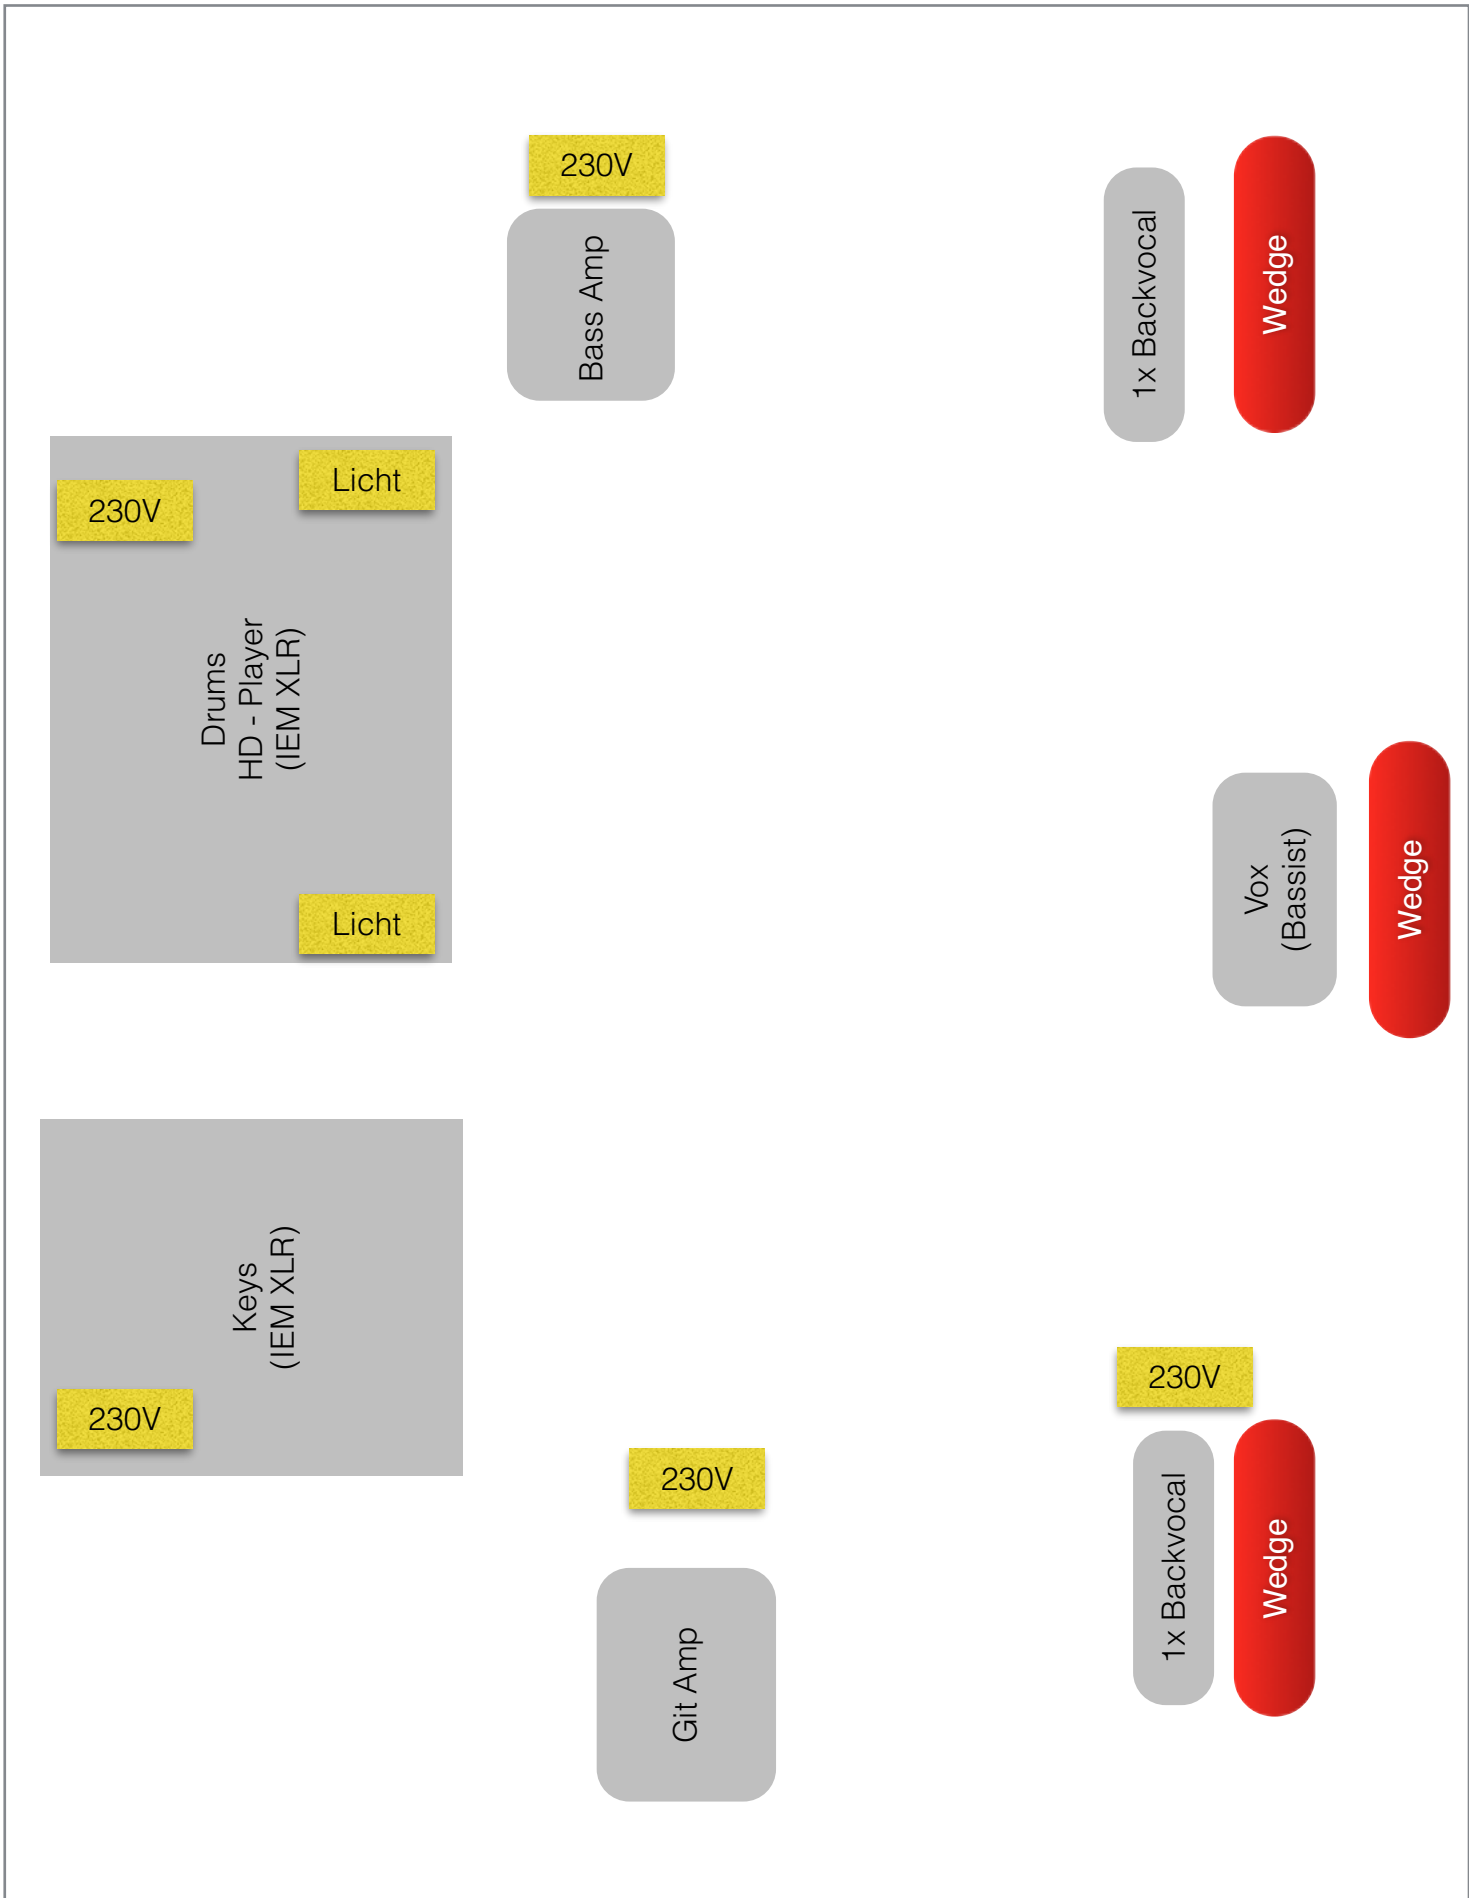 230V
Bass Amp
1x Backvocal
Wedge
230V
Licht
Drums
HD - Player
(IEM XLR)
Licht
Vox
(Bassist)
Wedge
Keys
(IEM XLR)
230V
230V
Git Amp
230V
1x Backvocal
Wedge